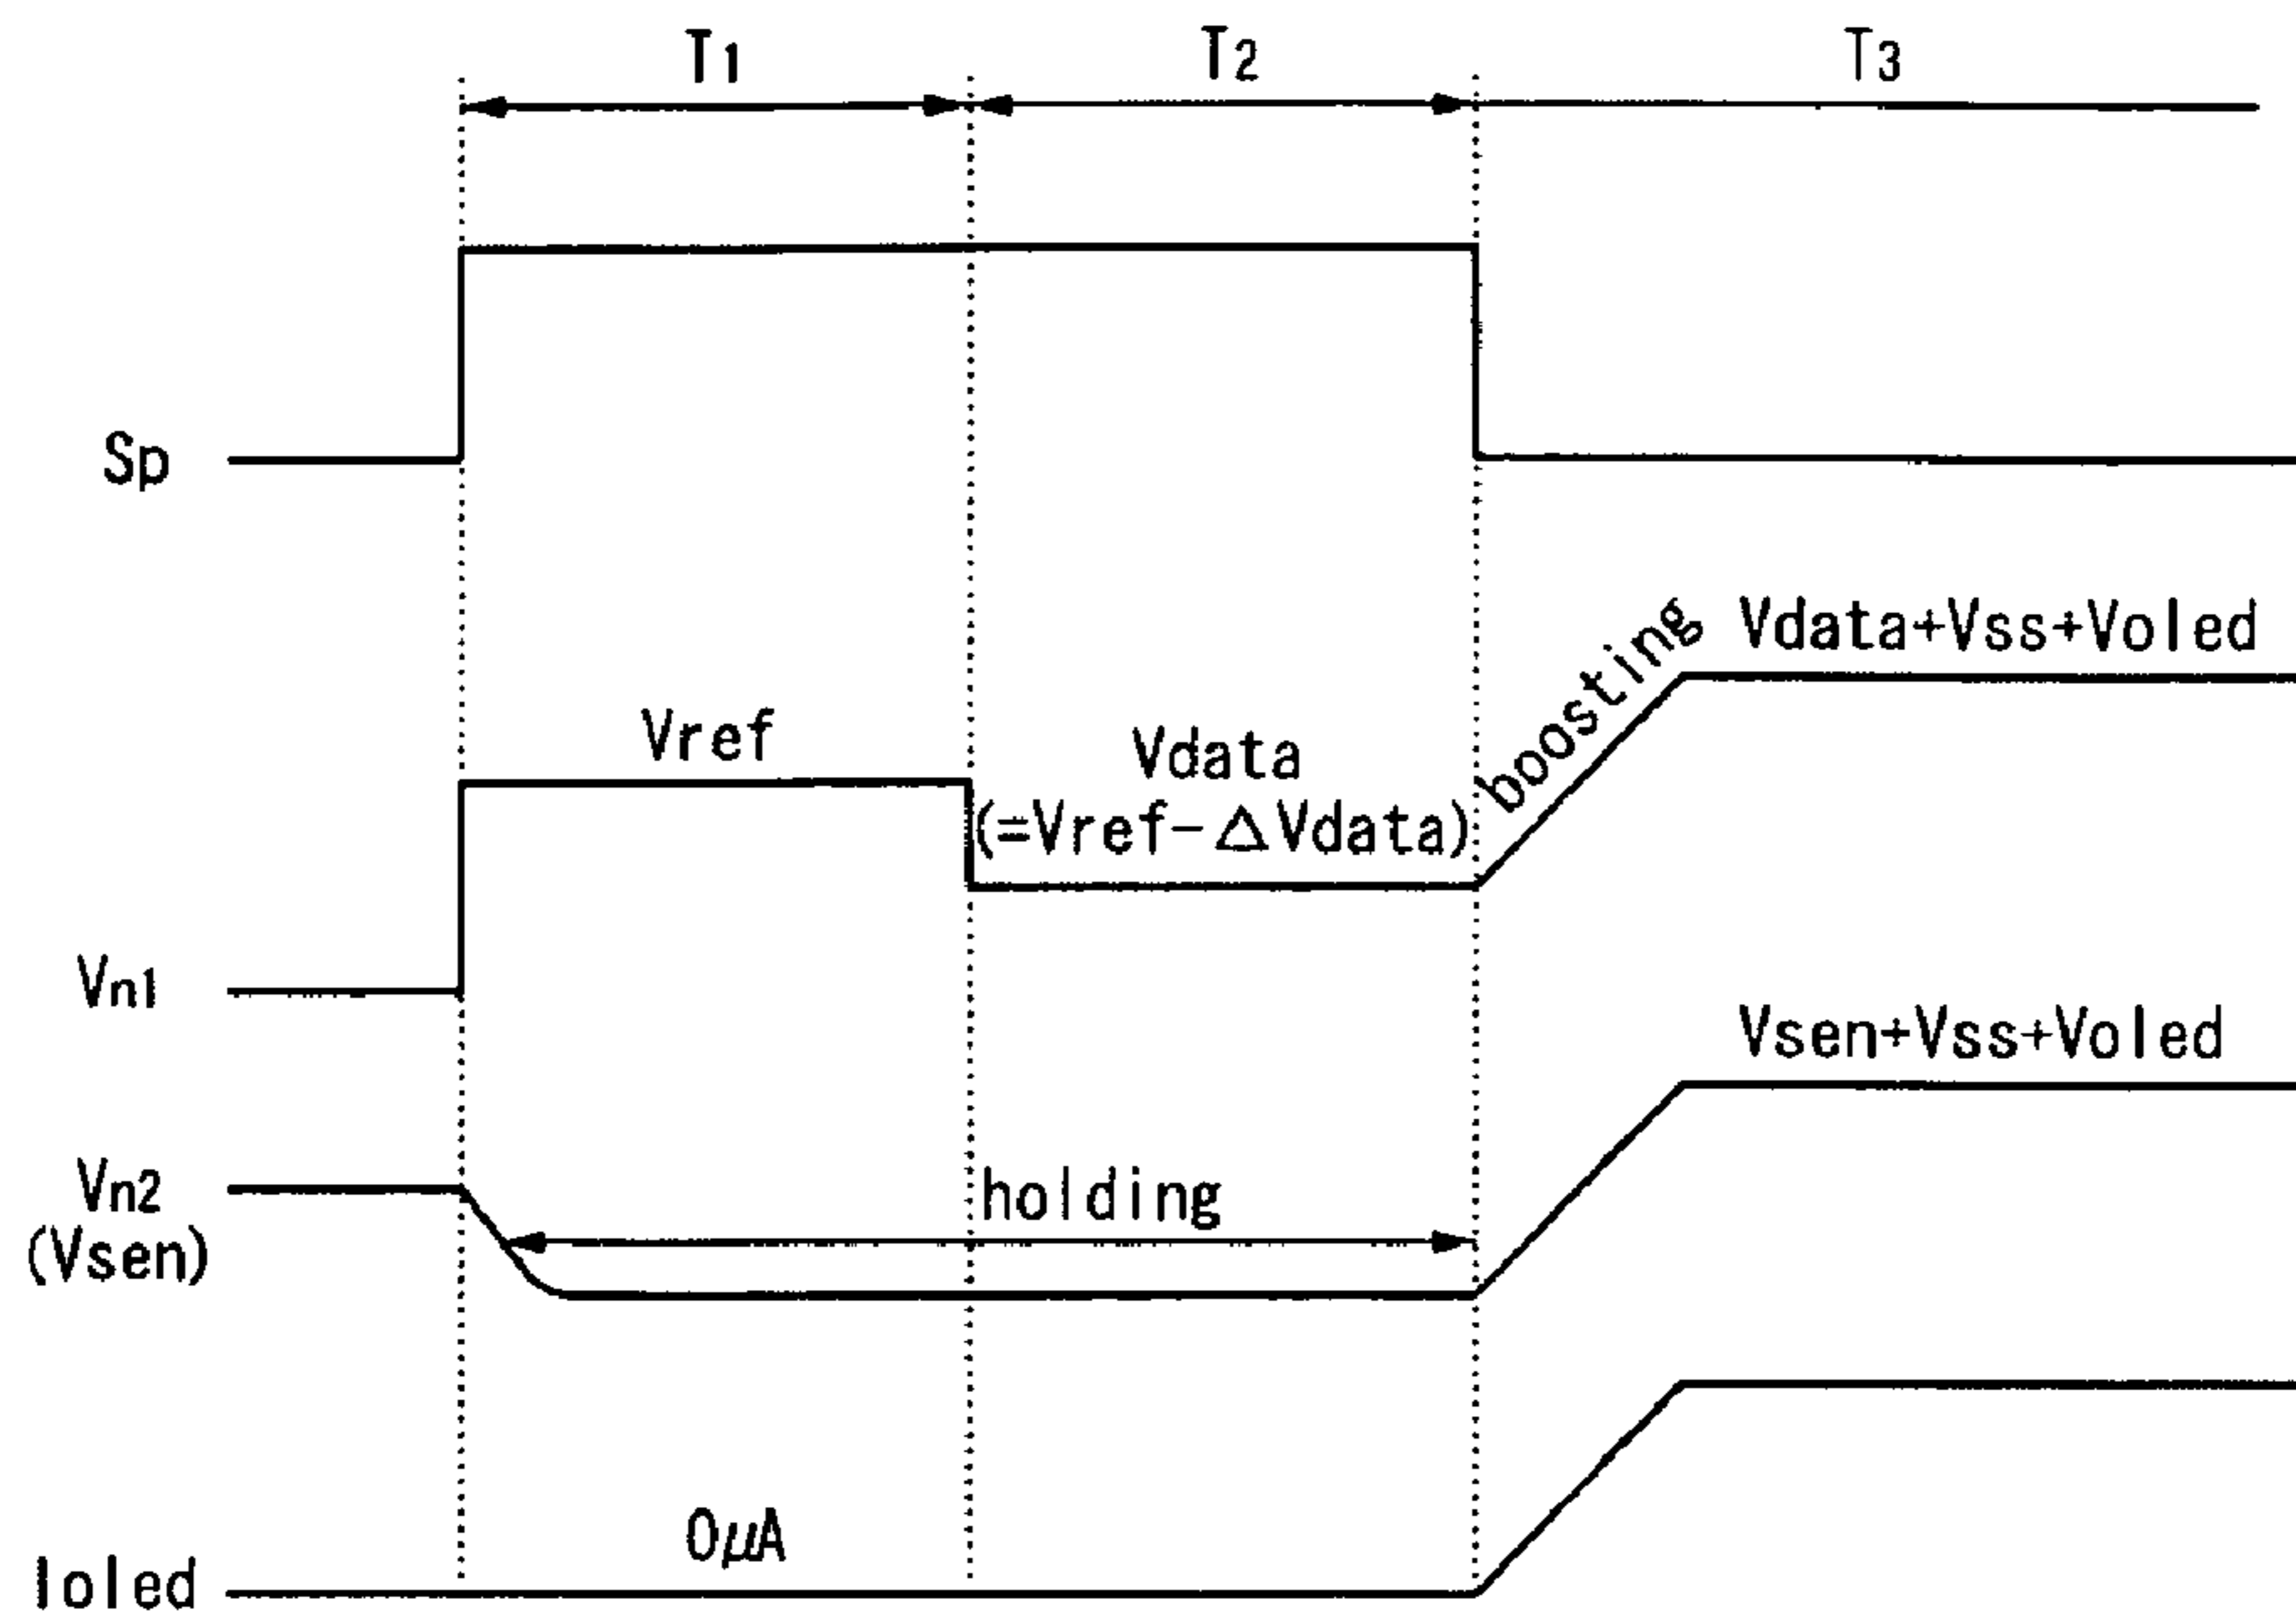 T1 T2 T3
Sp
Vdata+Vss+Voled
boosting
Vref
Vdata
(=Vref-△Vdata)
Vn1
Vsen+Vss+Voled
Vn2
(Vsen)
holding
0μA
Ioled